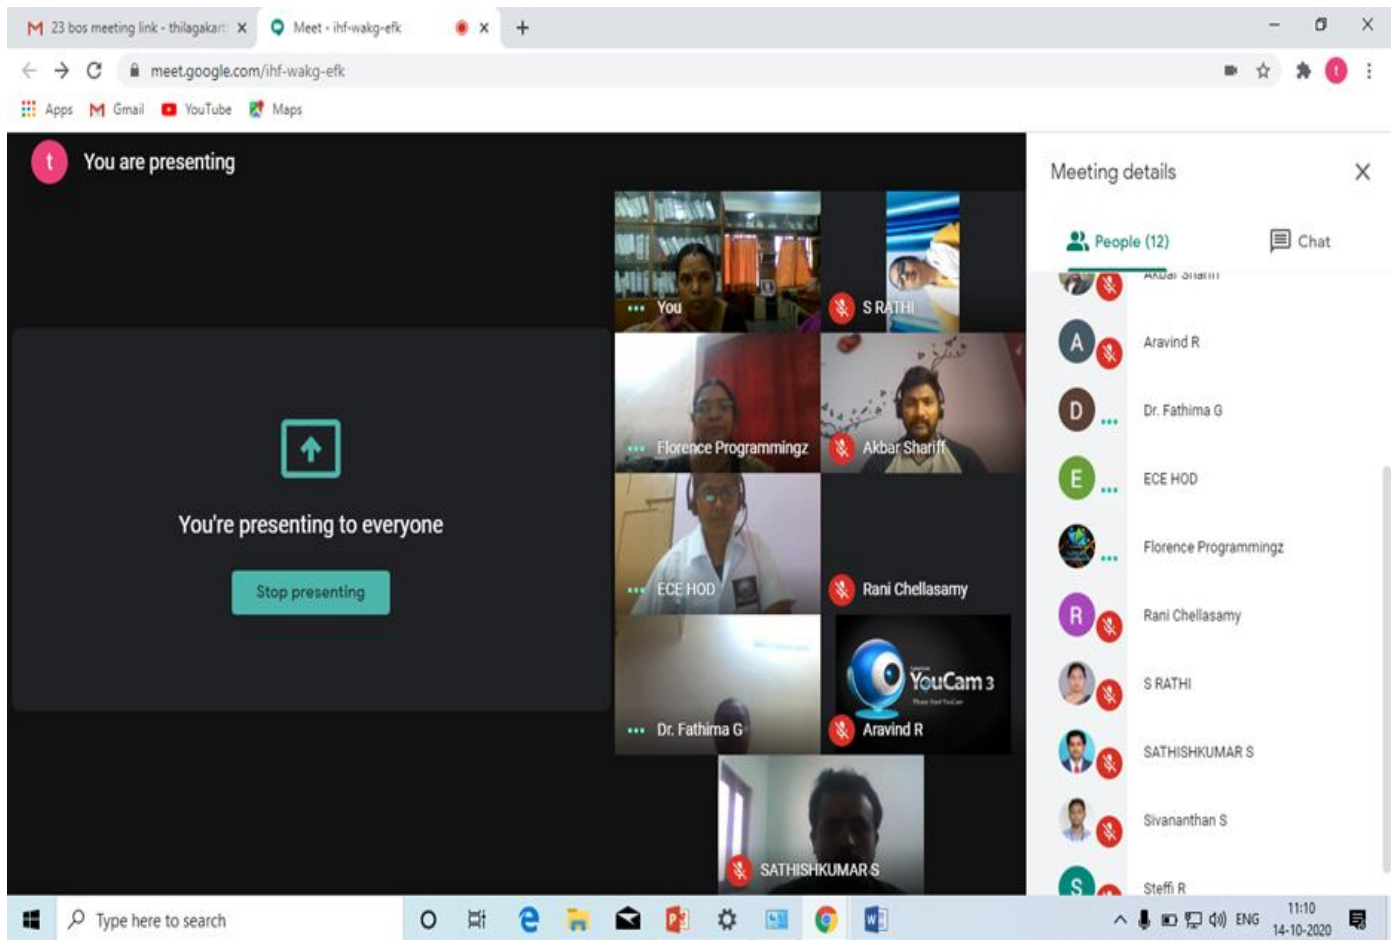 23 bos meeting link - thilagakarti
Meet - ihf-wakg-efk
meet.google.com/ihf-wakg-efk
t
Apps
Gmail
YouTube
Maps
t
You are presenting
You're presenting to everyone
Stop presenting
You
S RATHI
Florence Programmingz
Akbar Shariff
ECE HOD
Rani Chellasamy
Dr. Fathima G
YouCam 3
Aravind R
SATHISHKUMAR S
Meeting details
People (12)
Chat
Akbar Shariff
A
Aravind R
D
Dr. Fathima G
E
ECE HOD
Florence Programmingz
R
Rani Chellasamy
S RATHI
SATHISHKUMAR S
Sivananthan S
S
Steffi R
Type here to search
ENG
11:10
14-10-2020